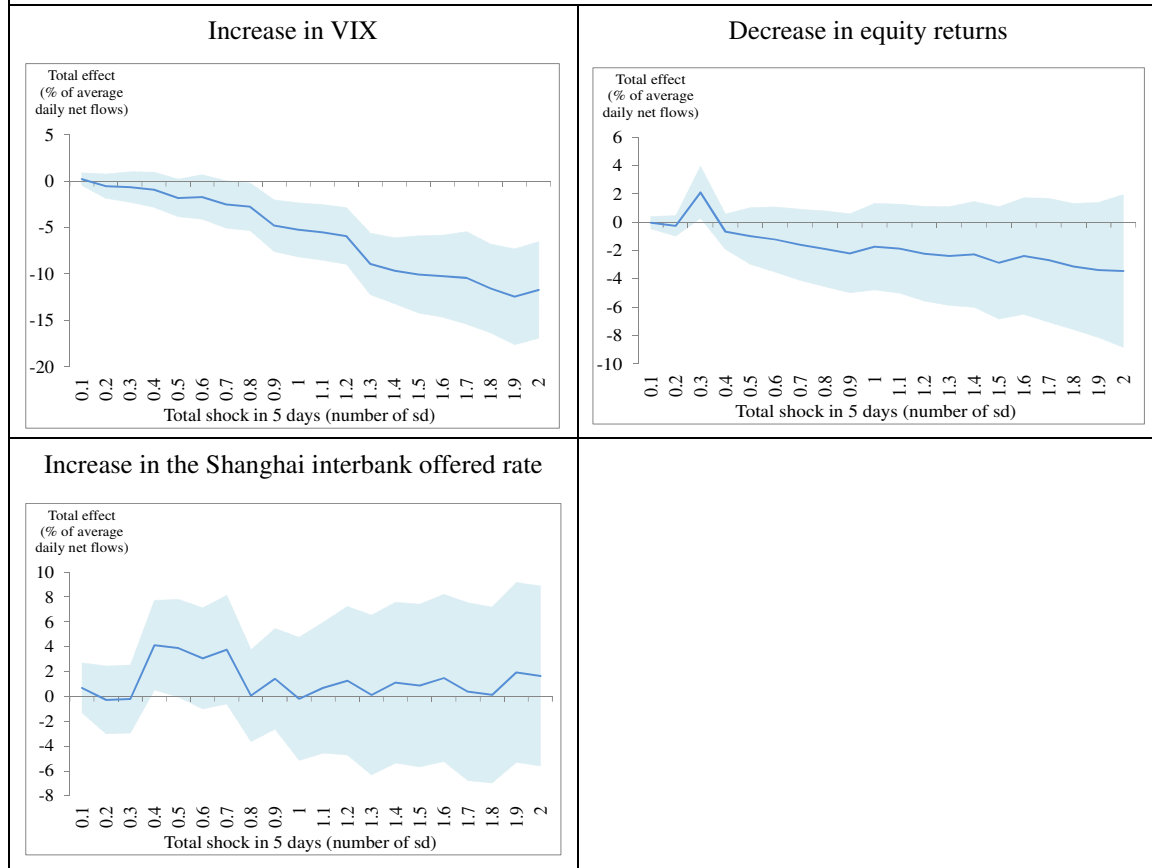 Increase in VIX
Total effect
(% of average
daily net flows)
5
0
-5
-10
-15
-20
0.1 0.2 0.3 0.4 0.5 0.6 0.7 0.8 0.9 1 1.1 1.2 1.3 1.4 1.5 1.6 1.7 1.8 1.9 2
Total shock in 5 days (number of sd)
Decrease in equity returns
Total effect
(% of average
daily net flows)
6
4
2
0
-2
-4
-6
-8
-10
0.1 0.2 0.3 0.4 0.5 0.6 0.7 0.8 0.9 1 1.1 1.2 1.3 1.4 1.5 1.6 1.7 1.8 1.9 2
Total shock in 5 days (number of sd)
Increase in the Shanghai interbank offered rate
Total effect
(% of average
daily net flows)
10
8
6
4
2
0
-2
-4
-6
-8
0.1 0.2 0.3 0.4 0.5 0.6 0.7 0.8 0.9 1 1.1 1.2 1.3 1.4 1.5 1.6 1.7 1.8 1.9 2
Total shock in 5 days (number of sd)